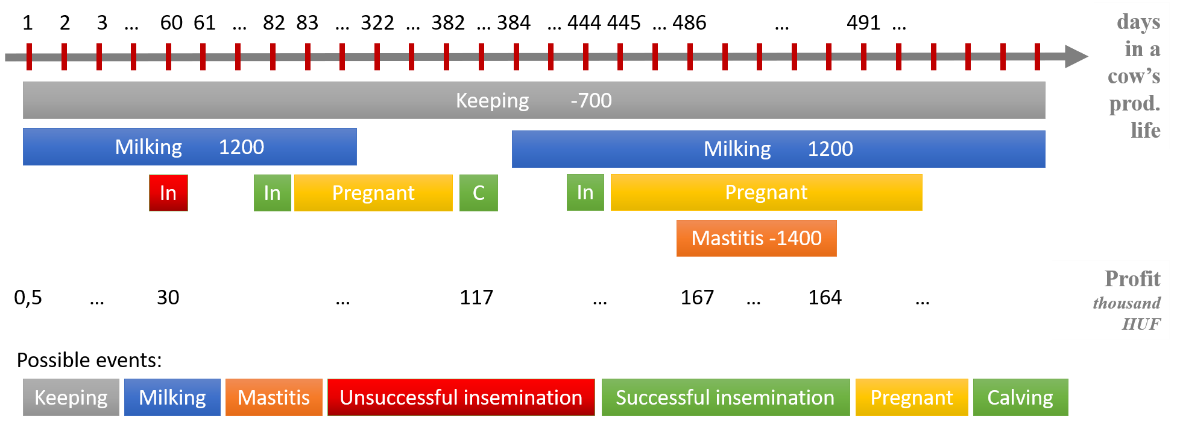 1 2 3 ... 60 61 ... 82 83 ... 322 ... 382 ... 384 ... 444 445 ... 486 ... 491 ...
days
in a
cow's
prod.
life
Keeping -700
Milking 1200 Milking 1200
In In Pregnant C In Pregnant
Mastitis -1400
0,5 ... 30 ... 117 ... 167 ... 164 ...
Profit
thousand
HUF
Possible events:
Keeping Milking Mastitis Unsuccessful insemination Successful insemination Pregnant Calving